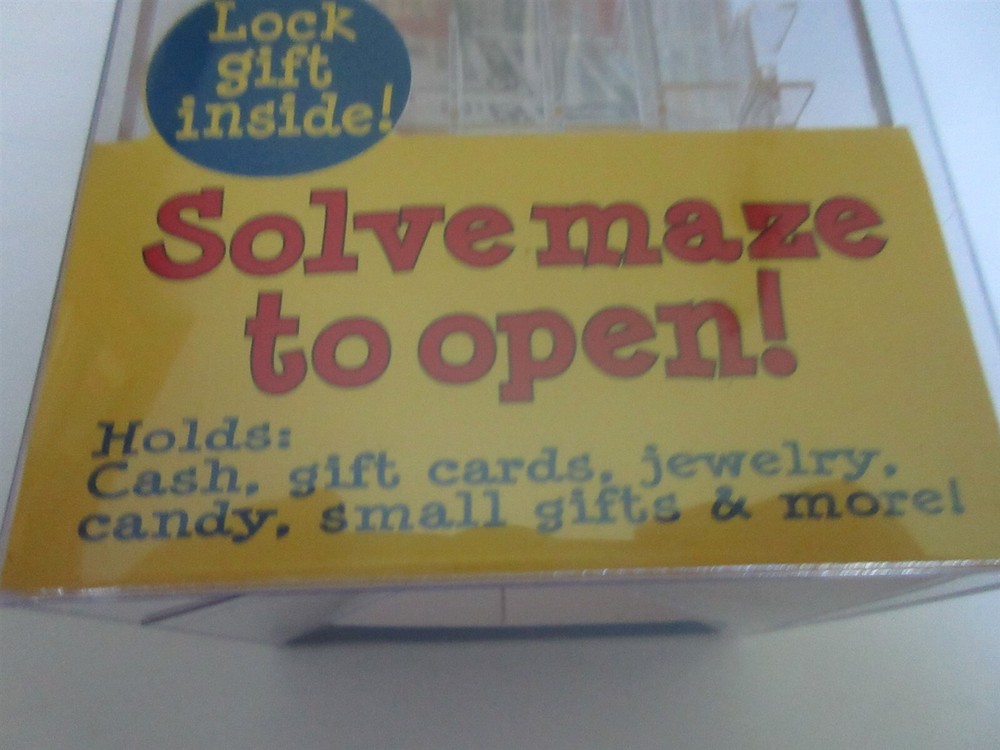 Lock
gift
inside!
Solve maze
to open!
Holds:
Cash, gift cards, jewelry,
candy, small gifts & more!